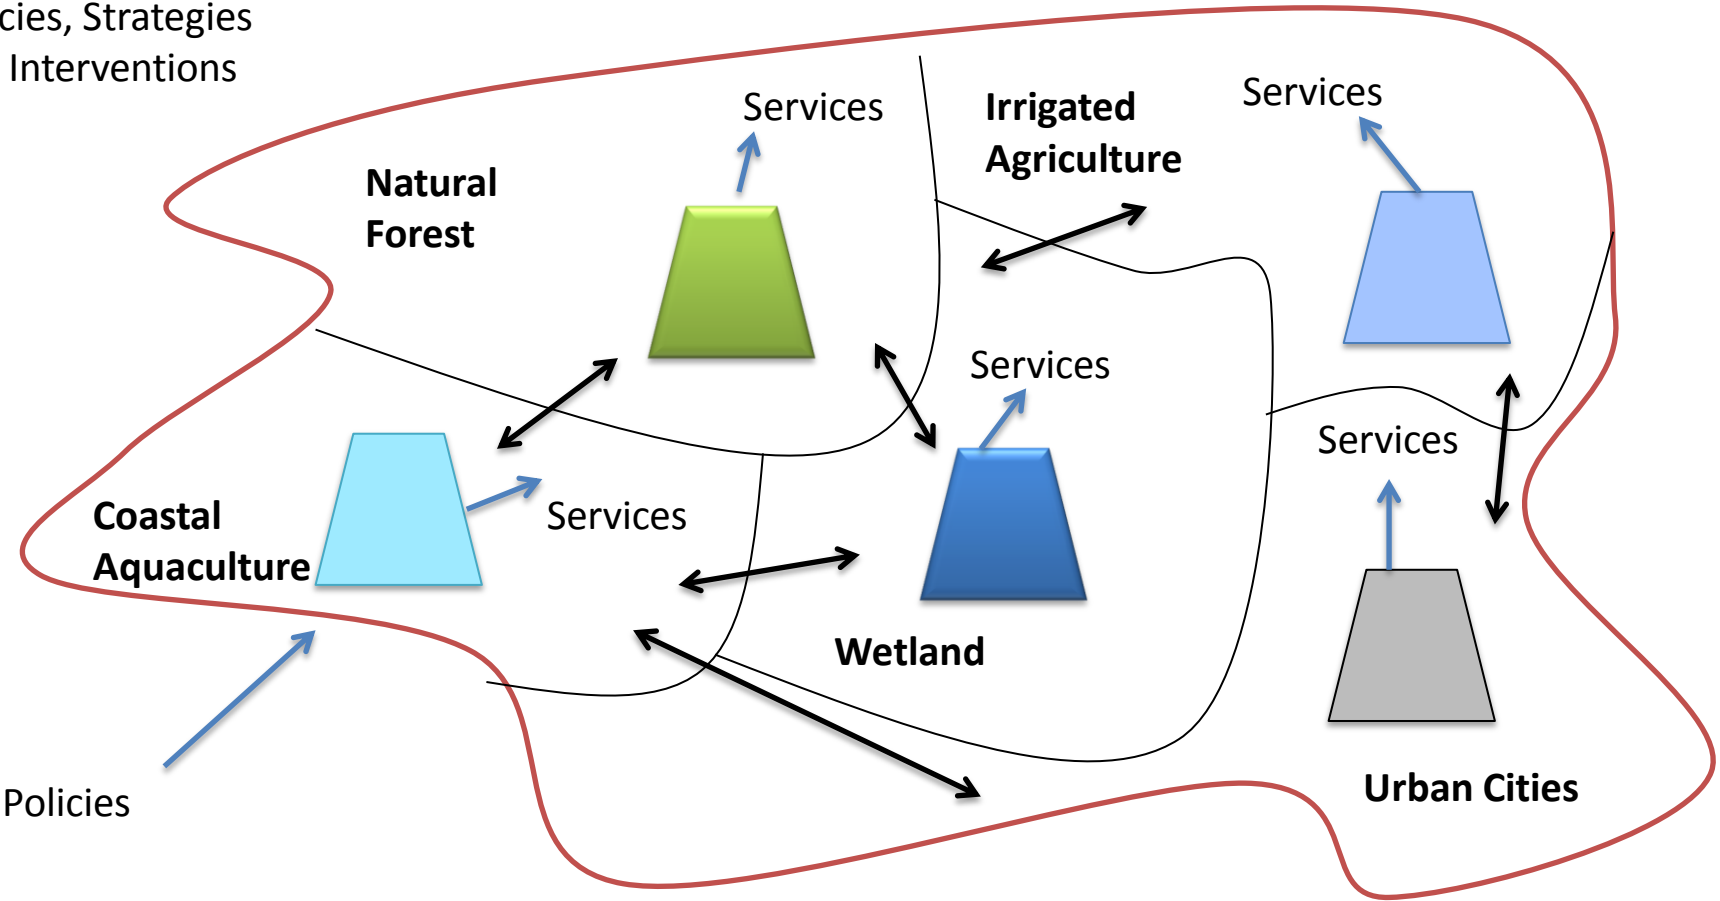 cies, Strategies
Interventions
Services
Irrigated
Agriculture
Services
Natural
Forest
Services
Services
Coastal
Aquaculture
Services
Wetland
Urban Cities
Policies